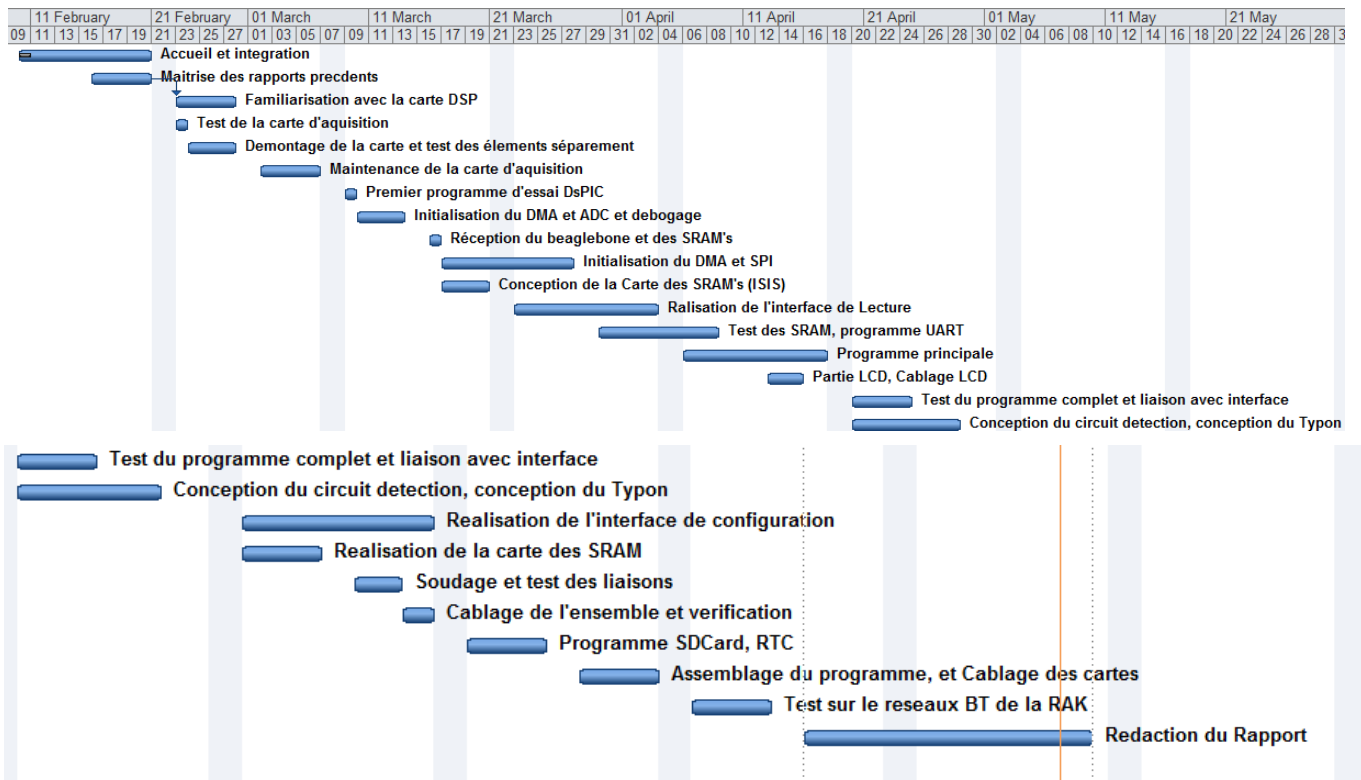 11 February 21 February 01 March 11 March 21 March 01 April 11 April 21 April 01 May 11 May 21 May
09 11 13 15 17 19 21 23 25 27 01 03 05 07 09 11 13 15 17 19 21 23 25 27 29 31 02 04 06 08 10 12 14 16 18 20 22 24 26 28 30 02 04 06 08 10 12 14 16 18 20 22 24 26 28
Accueil et integration
Maitrise des rapports precdents
Familiarisation avec la carte DSP
Test de la carte d'aquisition
Demontage de la carte et test des élements séparement
Maintenance de la carte d'aquisition
Premier programme d'essai DsPIC
Initialisation du DMA et ADC et debogage
Réception du beaglebone et des SRAM's
Initialisation du DMA et SPI
Conception de la Carte des SRAM's (ISIS)
Ralisation de l'interface de Lecture
Test des SRAM, programme UART
Programme principale
Partie LCD, Cablage LCD
Test du programme complet et liaison avec interface
Conception du circuit detection, conception du Typon
Test du programme complet et liaison avec interface
Conception du circuit detection, conception du Typon
Realisation de l'interface de configuration
Realisation de la carte des SRAM
Soudage et test des liaisons
Cablage de l'ensemble et verification
Programme SDCard, RTC
Assemblage du programme, et Cablage des cartes
Test sur le reseaux BT de la RAK
Redaction du Rapport